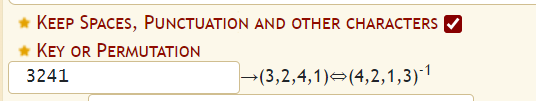 ★ Keep Spaces, Punctuation and other characters ☑
★ Key or Permutation
3241 →(3,2,4,1)⇔(4,2,1,3)⁻¹